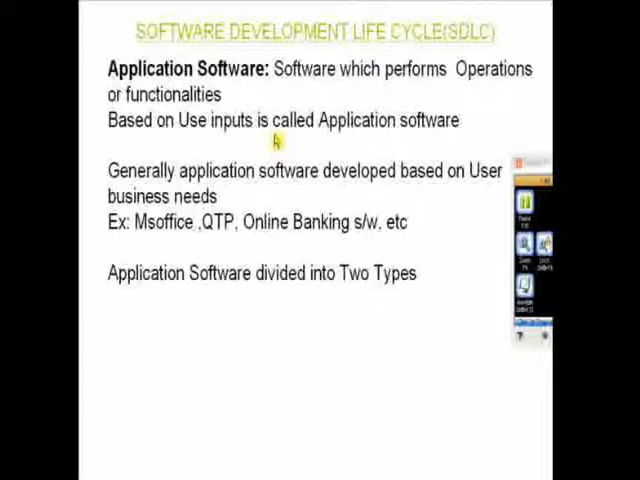 SOFTWARE DEVELOPMENT LIFE CYCLE(SDLC)
Application Software: Software which performs Operations
or functionalities
Based on Use inputs is called Application software
Generally application software developed based on User
business needs
Ex: Msoffice ,QTP, Online Banking s/w, etc
Application Software divided into Two Types